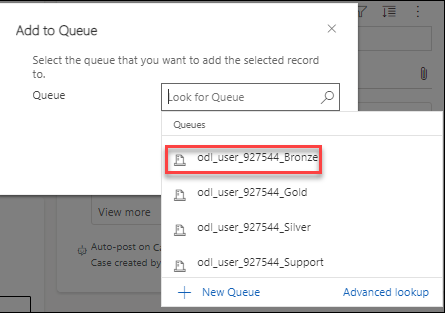 Add to Queue
Select the queue that you want to add the selected record
to.
Queue
Look for Queue
Queues
odl_user_927544_Bronze
odl_user_927544_Gold
odl_user_927544_Silver
odl_user_927544_Support
New Queue
Advanced lookup
View more
Auto-post on Ca
Case created by